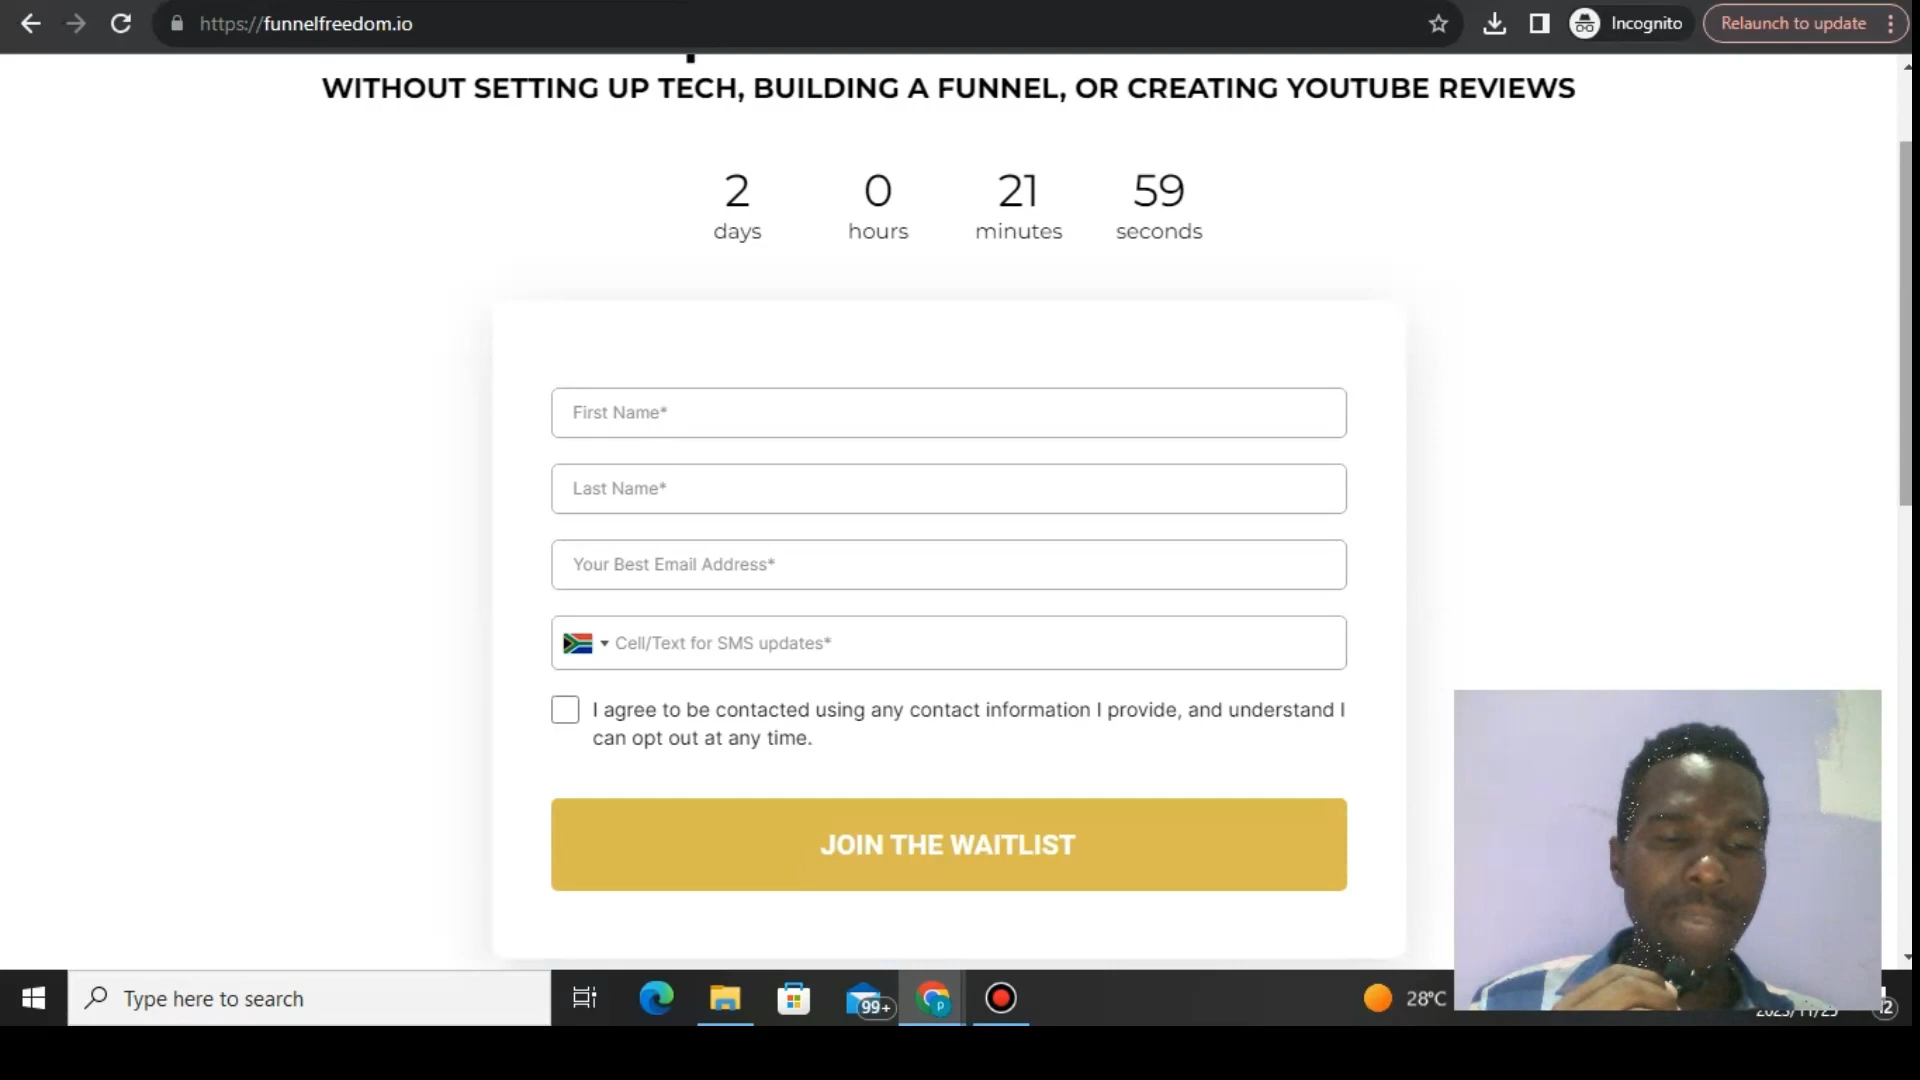 https://funnelfreedom.io
Incognito
Relaunch to update
WITHOUT SETTING UP TECH, BUILDING A FUNNEL, OR CREATING YOUTUBE REVIEWS
2 0 21 59
days hours minutes seconds
First Name*
Last Name*
Your Best Email Address*
Cell/Text for SMS updates*
I agree to be contacted using any contact information I provide, and understand I
can opt out at any time.
JOIN THE WAITLIST
Type here to search
99+
p
28°C